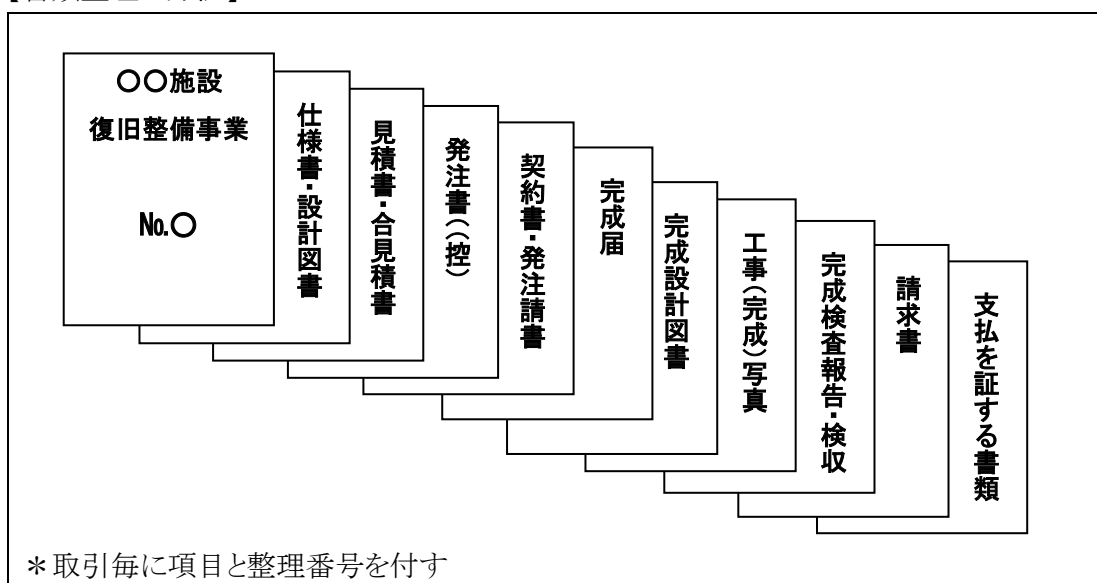 〇〇施設
復旧整備事業
№〇
仕様書・設計図書
見積書・合見積書
発注書((控)
契約書・発注請書
完成届
完成設計図書
工事(完成)写真
完成検査報告・検収
請求書
支払を証する書類
＊取引毎に項目と整理番号を付す